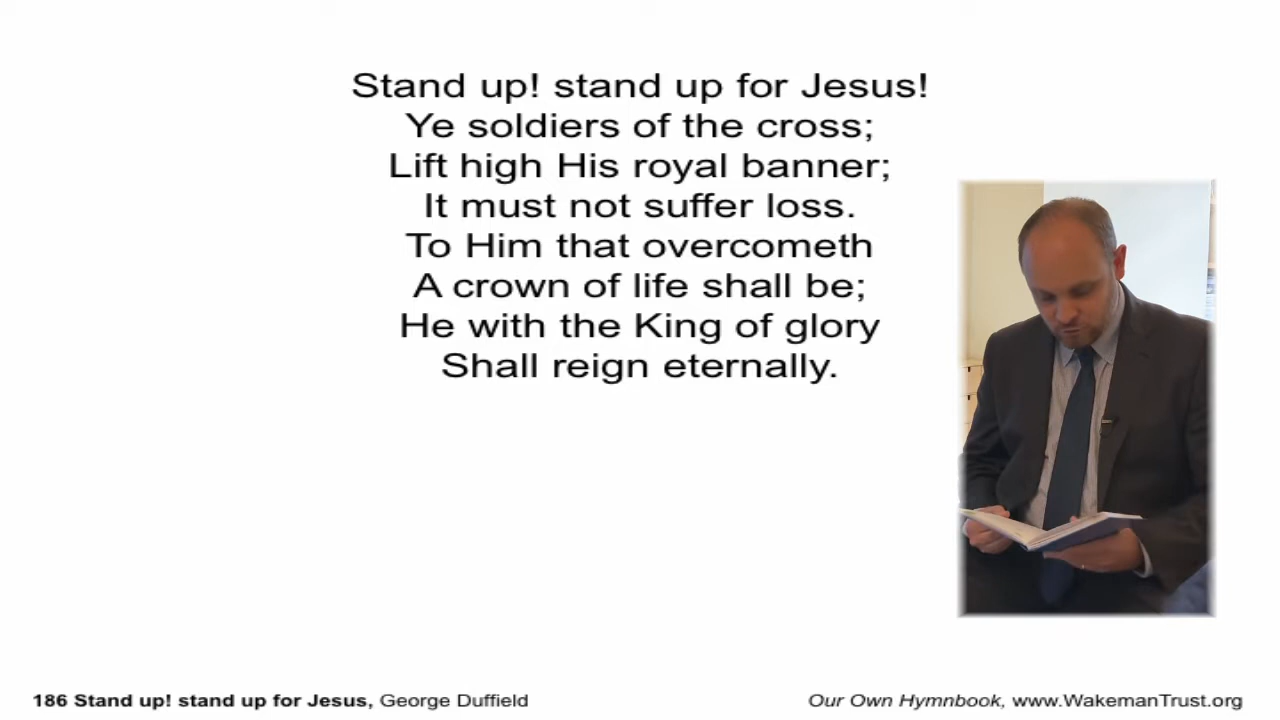 Stand up! stand up for Jesus!
Ye soldiers of the cross;
Lift high His royal banner;
It must not suffer loss.
To Him that overcometh
A crown of life shall be;
He with the King of glory
Shall reign eternally.
186 Stand up! stand up for Jesus, George Duffield
Our Own Hymnbook, www.WakemanTrust.org